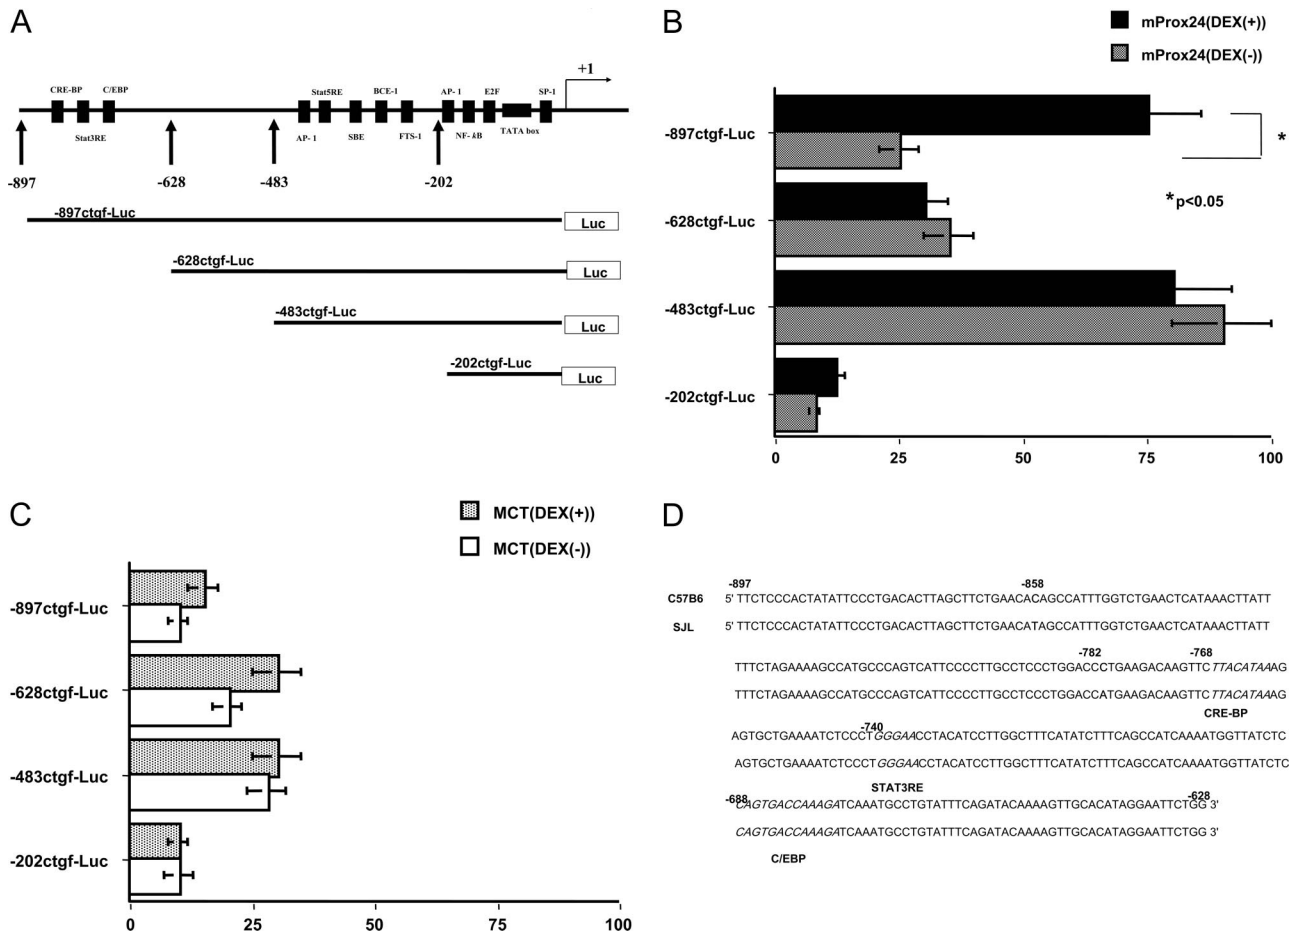 A
+1
CRE-BP C/EBP Stat5RE BCE-1 AP- 1 E2F SP-1
Stat3RE AP- 1 SBE FTS-1 NF- kB TATA box
-897 -628 -483 -202
-897ctgf-Luc Luc
-628ctgf-Luc Luc
-483ctgf-Luc Luc
-202ctgf-Luc Luc
B
mProx24(DEX(+))
mProx24(DEX(-))
-897ctgf-Luc
*
*p<0.05
-628ctgf-Luc
-483ctgf-Luc
-202ctgf-Luc
0 25 50 75 100
C
MCT(DEX(+))
MCT(DEX(-))
-897ctgf-Luc
-628ctgf-Luc
-483ctgf-Luc
-202ctgf-Luc
0 25 50 75 100
D
-897 -858
C57B6 5' TTCTCCCACTATATTCCCTGACACTTAGCTTCTGAACACAGCCATTTGGTCTGAACTCATAAACTTATT
SJL 5' TTCTCCCACTATATTCCCTGACACTTAGCTTCTGAACATAGCCATTTGGTCTGAACTCATAAACTTATT
-782 -768
TTTCTAGAAAAGCCATGCCCAGTCATTCCCCTTGCCTCCCTGGACCCTGAAGACAAGTTCTTACATAAAG
TTTCTAGAAAAGCCATGCCCAGTCATTCCCCTTGCCTCCCTGGACCATGAAGACAAGTTCTTACATAAAG
CRE-BP
-740
AGTGCTGAAAATCTCCCTGGGAACCTACATCCTTGGCTTTCATATCTTTCAGCCATCAAAATGGTTATCTC
AGTGCTGAAAATCTCCCTGGGAACCTACATCCTTGGCTTTCATATCTTTCAGCCATCAAAATGGTTATCTC
STAT3RE
-688 -628
CAGTGACCAAAGATCAAATGCCTGTATTTCAGATACAAAAGTTGCACATAGGAATTCTGG 3'
CAGTGACCAAAGATCAAATGCCTGTATTTCAGATACAAAAGTTGCACATAGGAATTCTGG 3'
C/EBP